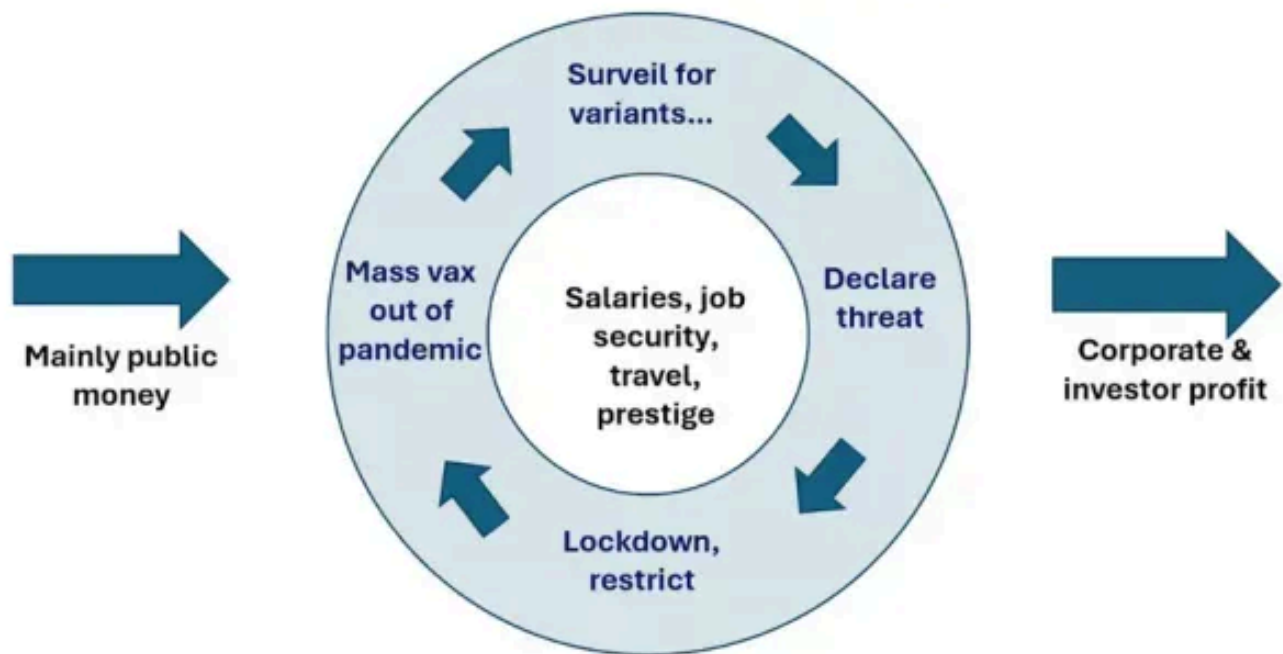 Surveil for
variants...
Mainly public
money
Mass vax
out of
pandemic
Salaries, job
security,
travel,
prestige
Declare
threat
Corporate &
investor profit
Lockdown,
restrict